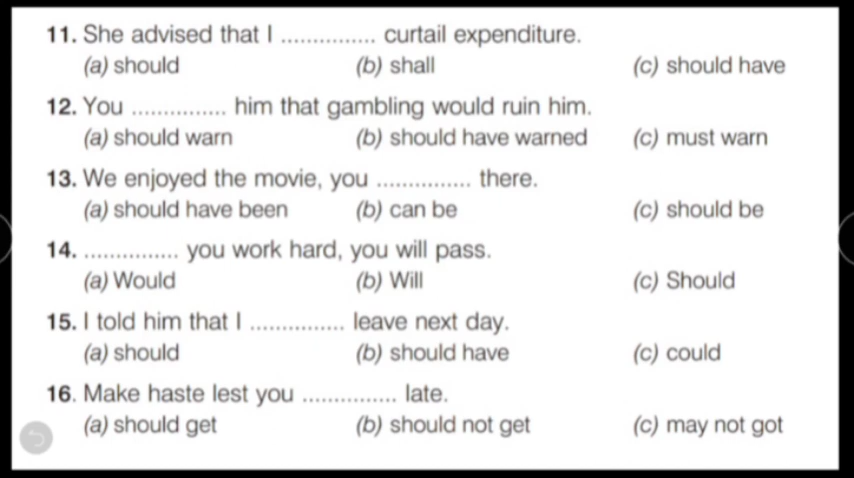 11. She advised that I ............... curtail expenditure.
(a) should (b) shall (c) should have
12. You ............... him that gambling would ruin him.
(a) should warn (b) should have warned (c) must warn
13. We enjoyed the movie, you ............... there.
(a) should have been (b) can be (c) should be
14. ............... you work hard, you will pass.
(a) Would (b) Will (c) Should
15. I told him that I ............... leave next day.
(a) should (b) should have (c) could
16. Make haste lest you ............... late.
(a) should get (b) should not get (c) may not got